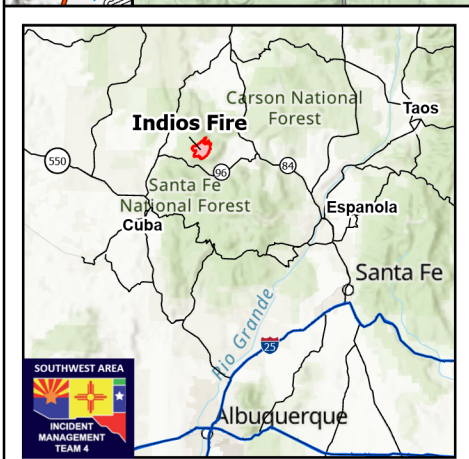 Carson National
Forest
Taos
Indios Fire
550
96
84
Santa Fe
National Forest
Española
Cuba
Santa Fe
Rio Grande
25
SOUTHWEST AREA
INCIDENT
MANAGEMENT
TEAM 4
Albuquerque